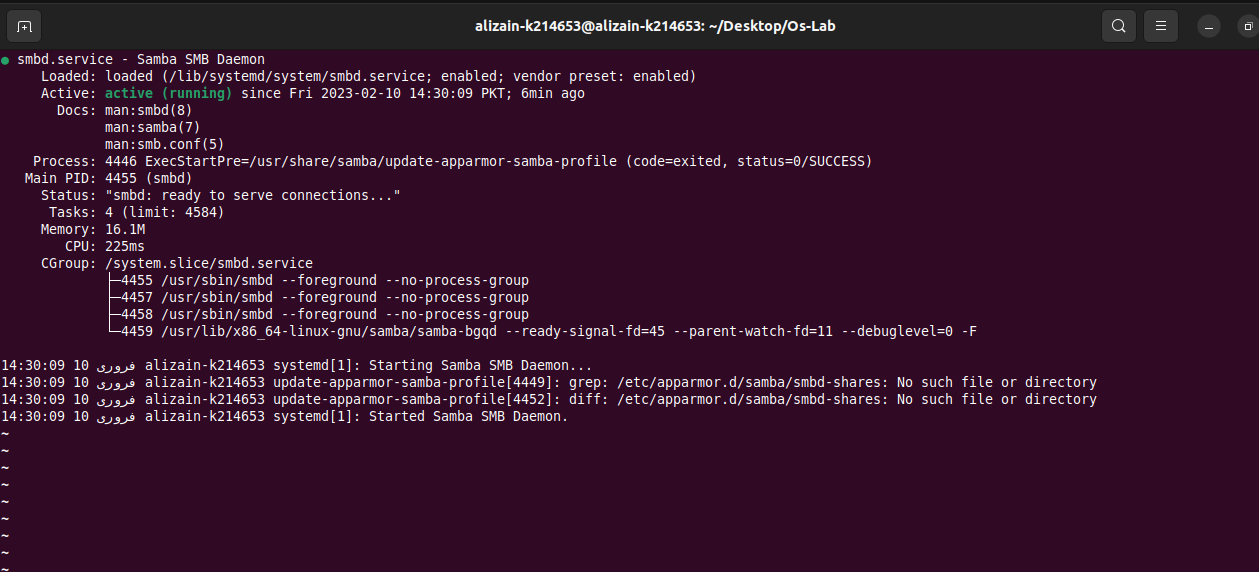 alizain-k214653@alizain-k214653: ~/Desktop/Os-Lab
● smbd.service - Samba SMB Daemon
Loaded: loaded (/lib/systemd/system/smbd.service; enabled; vendor preset: enabled)
Active: active (running) since Fri 2023-02-10 14:30:09 PKT; 6min ago
Docs: man:smbd(8)
man:samba(7)
man:smb.conf(5)
Process: 4446 ExecStartPre=/usr/share/samba/update-apparmor-samba-profile (code=exited, status=0/SUCCESS)
Main PID: 4455 (smbd)
Status: "smbd: ready to serve connections..."
Tasks: 4 (limit: 4584)
Memory: 16.1M
CPU: 225ms
CGroup: /system.slice/smbd.service
├─4455 /usr/sbin/smbd --foreground --no-process-group
├─4457 /usr/sbin/smbd --foreground --no-process-group
├─4458 /usr/sbin/smbd --foreground --no-process-group
└─4459 /usr/lib/x86_64-linux-gnu/samba/samba-bgqd --ready-signal-fd=45 --parent-watch-fd=11 --debuglevel=0 -F
14:30:09 10 فروری alizain-k214653 systemd[1]: Starting Samba SMB Daemon...
14:30:09 10 فروری alizain-k214653 update-apparmor-samba-profile[4449]: grep: /etc/apparmor.d/samba/smbd-shares: No such file or directory
14:30:09 10 فروری alizain-k214653 update-apparmor-samba-profile[4452]: diff: /etc/apparmor.d/samba/smbd-shares: No such file or directory
14:30:09 10 فروری alizain-k214653 systemd[1]: Started Samba SMB Daemon.
~
~
~
~
~
~
~
~
~